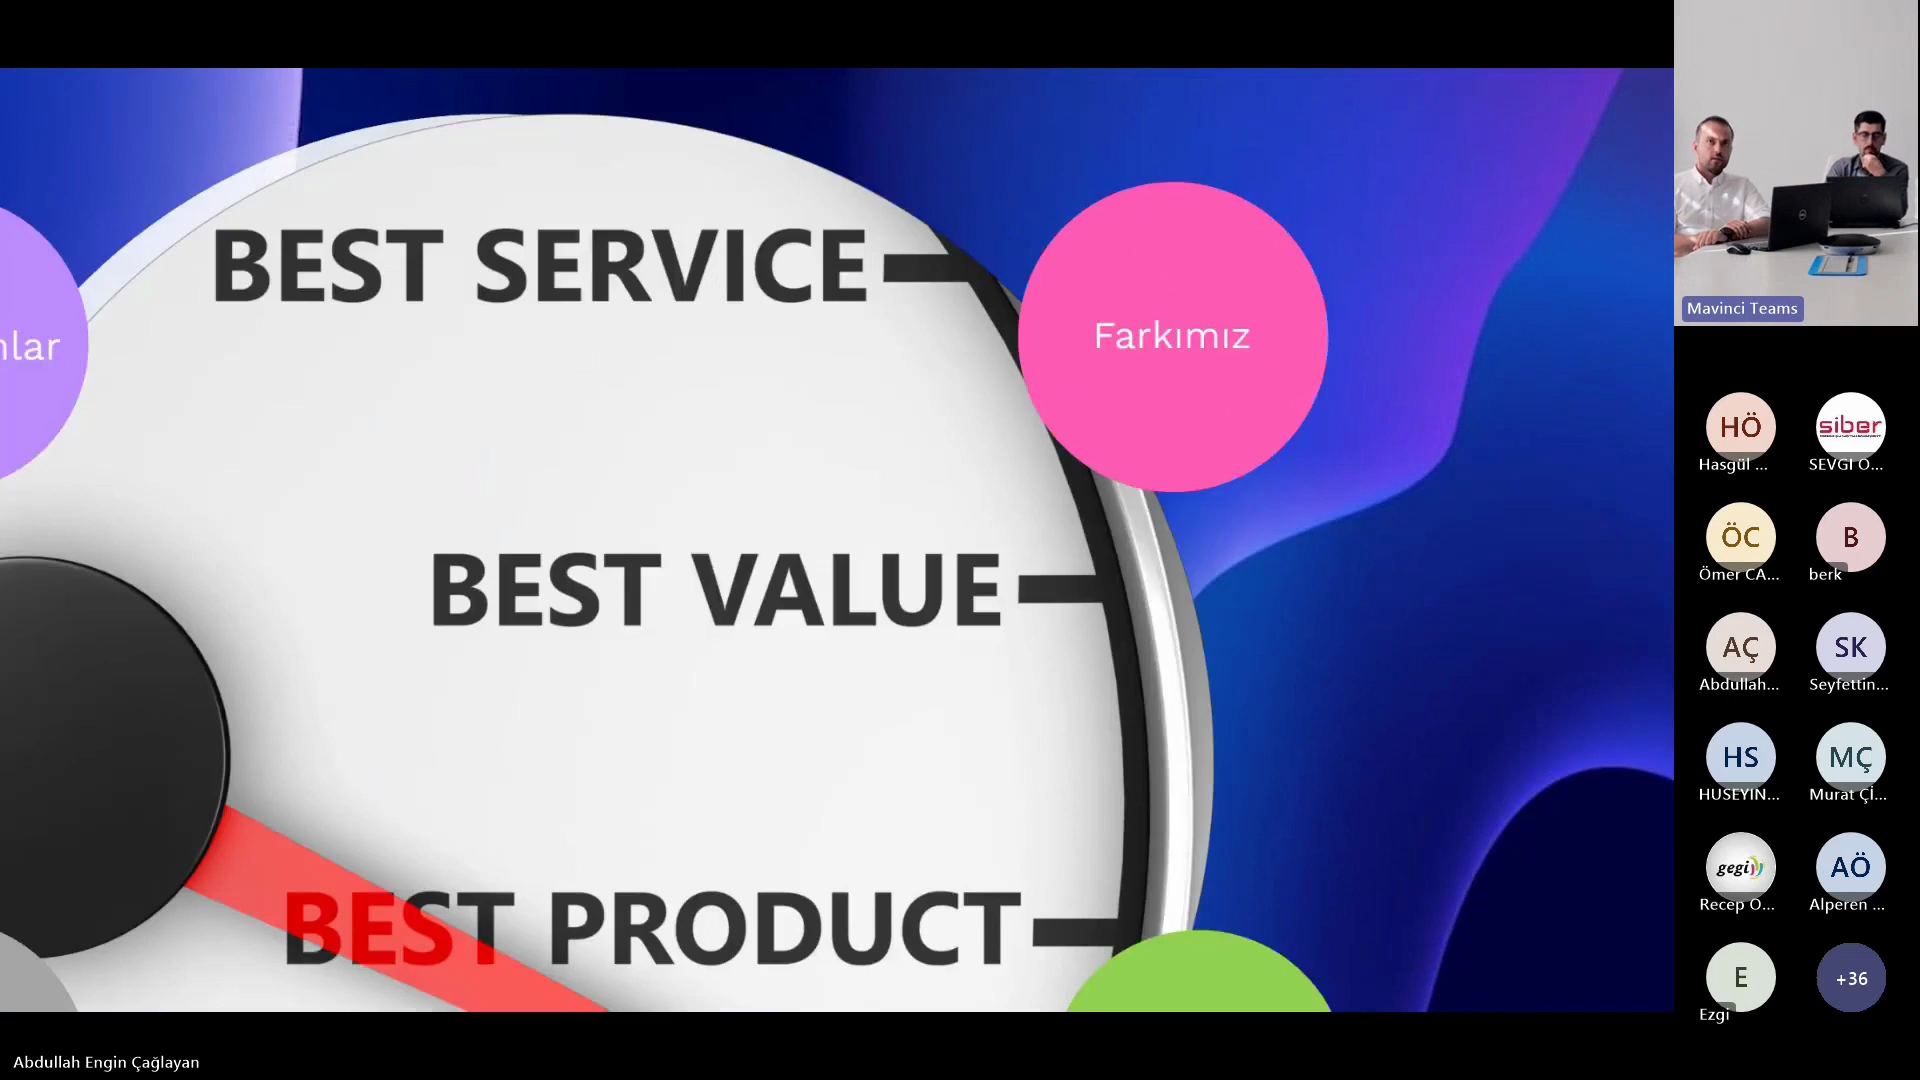 BEST SERVICE
Farkımız
nlar
BEST VALUE
BEST PRODUCT
Mavinci Teams
HÖ
Hasgül ...
siber
SEVGI O...
ÖC
Ömer CA...
B
berk
AÇ
Abdullah...
SK
Seyfettin...
HS
HUSEYIN...
MÇ
Murat Çİ...
gegi
Recep O...
AÖ
Alperen ...
E
Ezgi
+36
Abdullah Engin Çağlayan